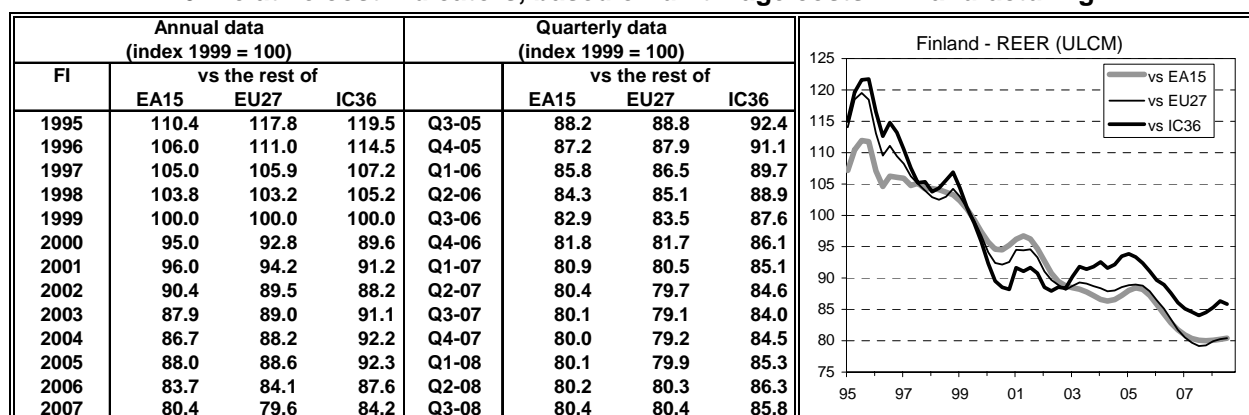 cost indicators, based on unit wage costs in manufacturing
Annual data Quarterly data
(index 1999 = 100) (index 1999 = 100)
FI vs the rest of vs the rest of
EA15 EU27 IC36 EA15 EU27 IC36
1995 110.4 117.8 119.5 Q3-05 88.2 88.8 92.4
1996 106.0 111.0 114.5 Q4-05 87.2 87.9 91.1
1997 105.0 105.9 107.2 Q1-06 85.8 86.5 89.7
1998 103.8 103.2 105.2 Q2-06 84.3 85.1 88.9
1999 100.0 100.0 100.0 Q3-06 82.9 83.5 87.6
2000 95.0 92.8 89.6 Q4-06 81.8 81.7 86.1
2001 96.0 94.2 91.2 Q1-07 80.9 80.5 85.1
2002 90.4 89.5 88.2 Q2-07 80.4 79.7 84.6
2003 87.9 89.0 91.1 Q3-07 80.1 79.1 84.0
2004 86.7 88.2 92.2 Q4-07 80.0 79.2 84.5
2005 88.0 88.6 92.3 Q1-08 80.1 79.9 85.3
2006 83.7 84.1 87.6 Q2-08 80.2 80.3 86.3
2007 80.4 79.6 84.2 Q3-08 80.4 80.4 85.8
Finland - REER (ULCM)
125
120
115
110
105
100
95
90
85
80
75
vs EA15
vs EU27
vs IC36
95 97 99 01 03 05 07